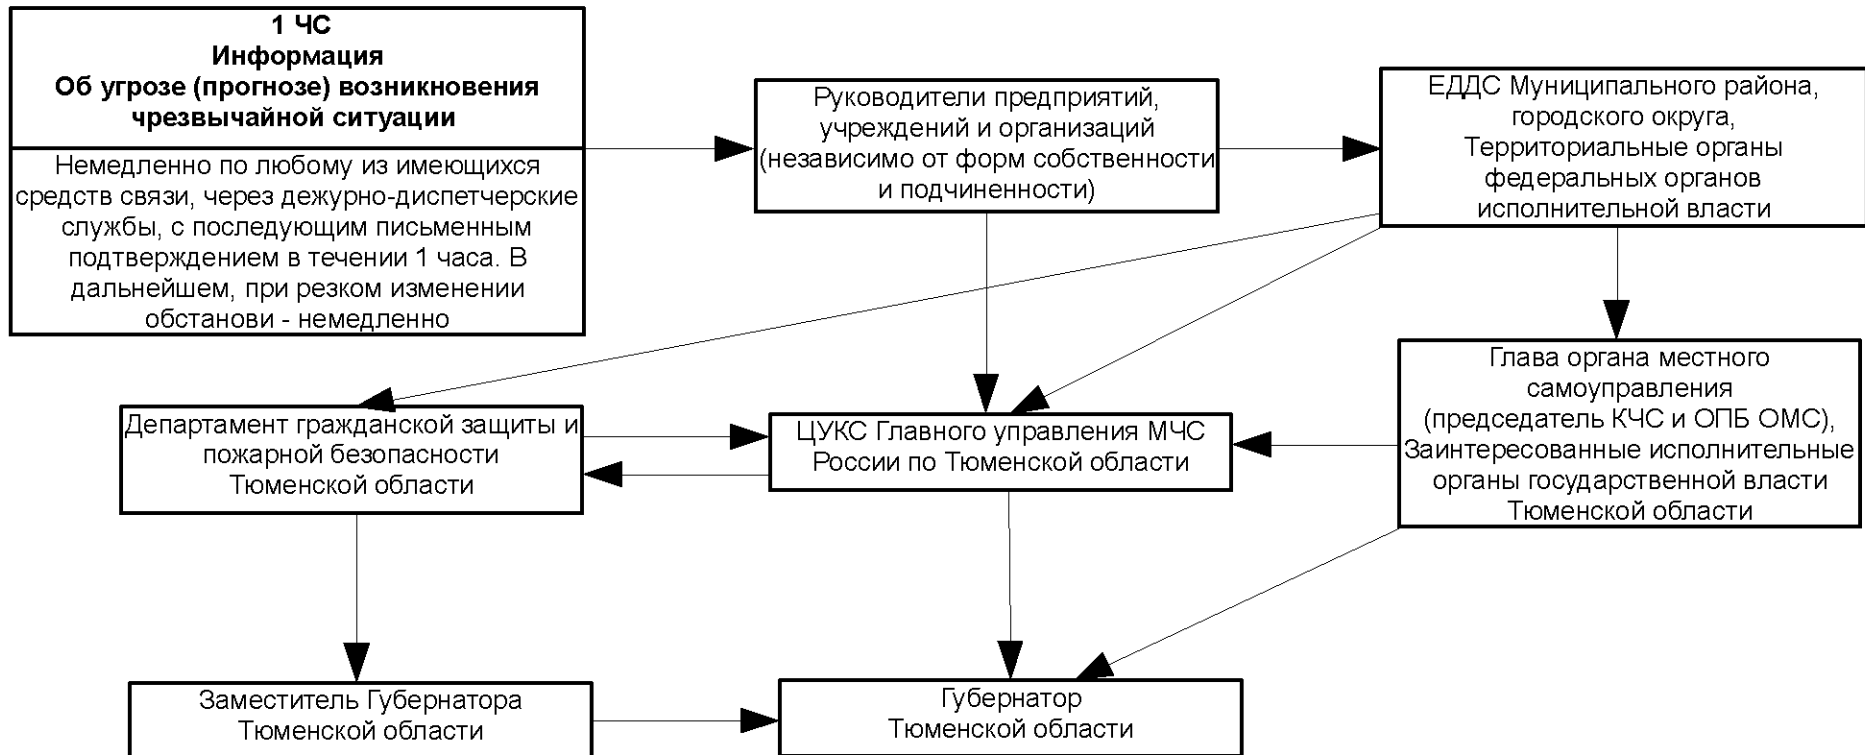 1 ЧС
Информация
Об угрозе (прогнозе) возникновения
чрезвычайной ситуации
Немедленно по любому из имеющихся
средств связи, через дежурно-диспетчерские
службы, с последующим письменным
подтверждением в течении 1 часа. В
дальнейшем, при резком изменении
обстанови - немедленно
Руководители предприятий,
учреждений и организаций
(независимо от форм собственности
и подчиненности)
ЕДДС Муниципального района,
городского округа,
Территориальные органы
федеральных органов
исполнительной власти
Департамент гражданской защиты и
пожарной безопасности
Тюменской области
ЦУКС Главного управления МЧС
России по Тюменской области
Глава органа местного
самоуправления
(председатель КЧС и ОПБ ОМС),
Заинтересованные исполнительные
органы государственной власти
Тюменской области
Заместитель Губернатора
Тюменской области
Губернатор
Тюменской области